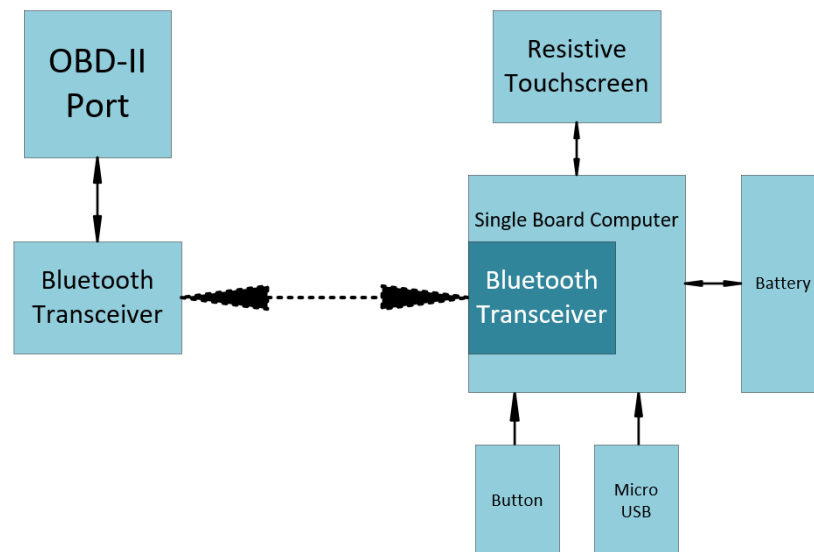 OBD-II
Port
Resistive
Touchscreen
Single Board Computer
Bluetooth
Transceiver
Bluetooth
Transceiver
Battery
Button
Micro
USB